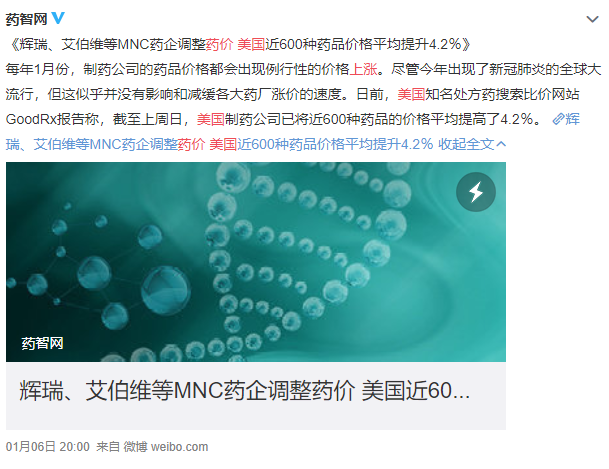 药智网
《辉瑞、艾伯维等MNC药企调整药价 美国近600种药品价格平均提升4.2%》
每年1月份，制药公司的药品价格都会出现例行性的价格上涨。尽管今年出现了新冠肺炎的全球大
流行，但这似乎并没有影响和减缓各大药厂涨价的速度。日前，美国知名处方药搜索比价网站
GoodRx报告称，截至上周日，美国制药公司已将近600种药品的价格平均提高了4.2%。 辉
瑞、艾伯维等MNC药企调整药价 美国近600种药品价格平均提升4.2% 收起全文
药智网
辉瑞、艾伯维等MNC药企调整药价 美国近60...
01月06日 20:00 来自 微博 weibo.com